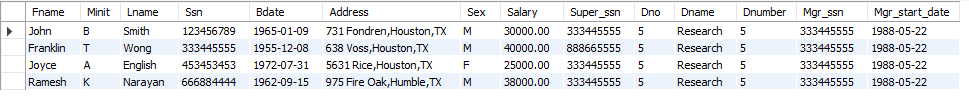 Fname Minit Lname Ssn Bdate Address Sex Salary Super_ssn Dno Dname Dnumber Mgr_ssn Mgr_start_date
John B Smith 123456789 1965-01-09 731 Fondren,Houston,TX M 30000.00 333445555 5 Research 5 333445555 1988-05-22
Franklin T Wong 333445555 1955-12-08 638 Voss,Houston,TX M 40000.00 888665555 5 Research 5 333445555 1988-05-22
Joyce A English 453453453 1972-07-31 5631 Rice,Houston,TX F 25000.00 333445555 5 Research 5 333445555 1988-05-22
Ramesh K Narayan 666884444 1962-09-15 975 Fire Oak,Humble,TX M 38000.00 333445555 5 Research 5 333445555 1988-05-22